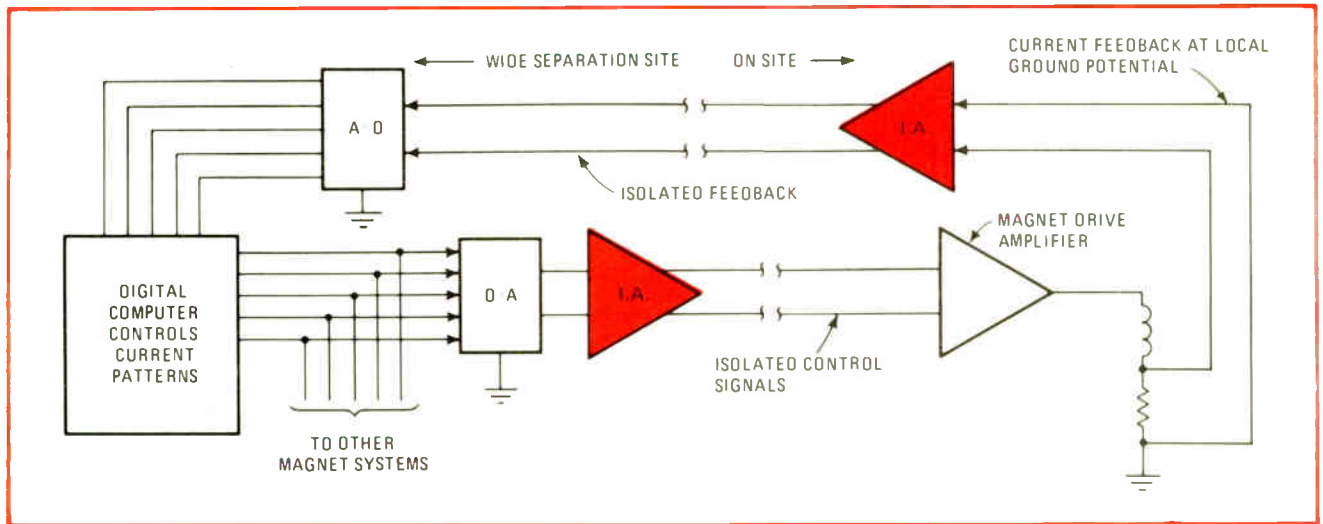 WIDE SEPARATION SITE
ON SITE
CURRENT FEEDBACK AT LOCAL
GROUND POTENTIAL
A D
I.A.
ISOLATED FEEDBACK
MAGNET DRIVE
AMPLIFIER
DIGITAL
COMPUTER
CONTROLS
CURRENT
PATTERNS
D A
I.A.
ISOLATED CONTROL
SIGNALS
TO OTHER
MAGNET SYSTEMS